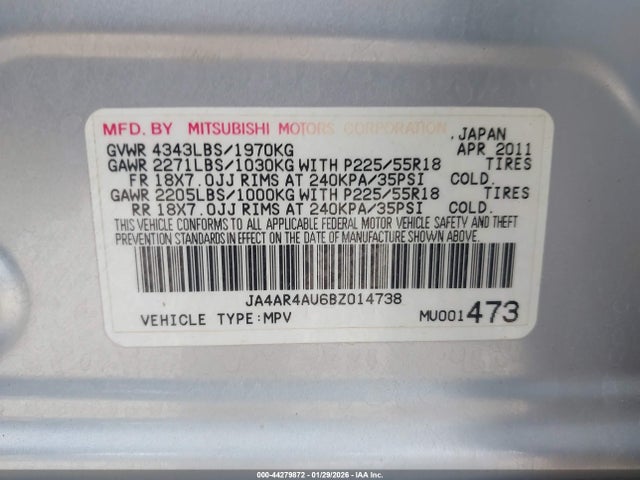 MFD. BY MITSUBISHI MOTORS CORPORATION , JAPAN
GVWR 4343LBS/1970KG APR 2011
GAWR 2271LBS/1030KG WITH P225/55R18 TIRES
FR 18X7.0JJ RIMS AT 240KPA/35PSI COLD.
GAWR 2205LBS/1000KG WITH P225/55R18 TIRES
RR 18X7.0JJ RIMS AT 240KPA/35PSI COLD.
THIS VEHICLE CONFORMS TO ALL APPLICABLE FEDERAL MOTOR VEHICLE SAFETY AND THEFT
PREVENTION STANDARDS IN EFFECT ON THE DATE OF MANUFACTURE SHOWN ABOVE.
JA4AR4AU6BZ014738
VEHICLE TYPE:MPV MU001473
000-44279872 | 01/29/2026 - IAAI.COM